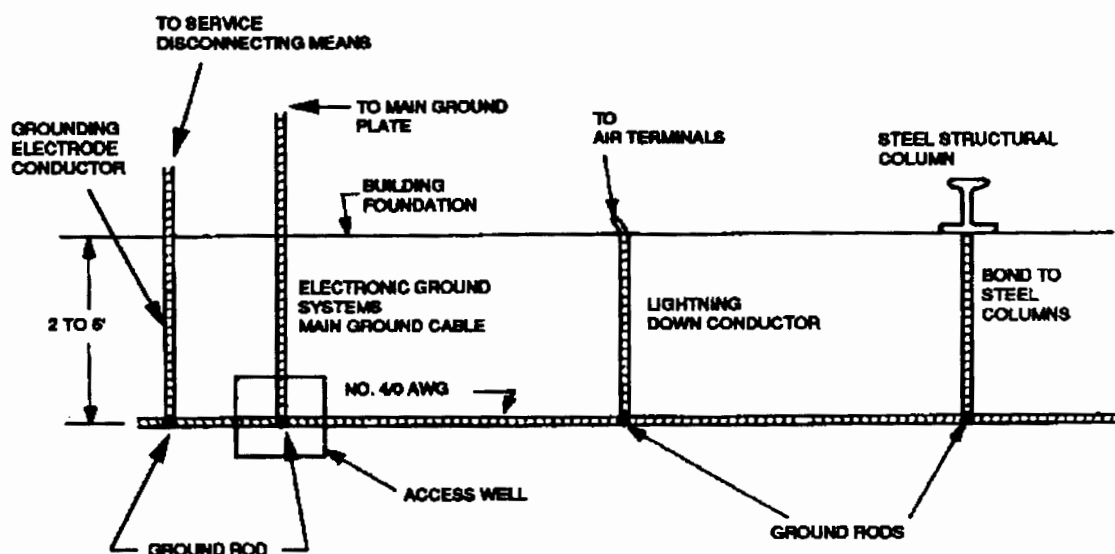 TO SERVICE
DISCONNECTING MEANS
TO MAIN GROUND
PLATE
GROUNDING
ELECTRODE
CONDUCTOR
TO
AIR TERMINALS
STEEL STRUCTURAL
COLUMN
BUILDING
FOUNDATION
2 TO 6'
ELECTRONIC GROUND
SYSTEMS
MAIN GROUND CABLE
LIGHTNING
DOWN CONDUCTOR
BOND TO
STEEL
COLUMNS
NO. 4/0 AWG
ACCESS WELL
GROUND ROD
GROUND RODS